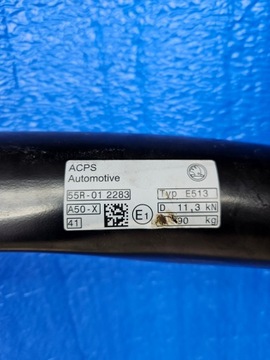 ACPS
Automotive
55R-01 2283
Typ E513
A50-X
E1
D 11,3 kN
41
90 kg